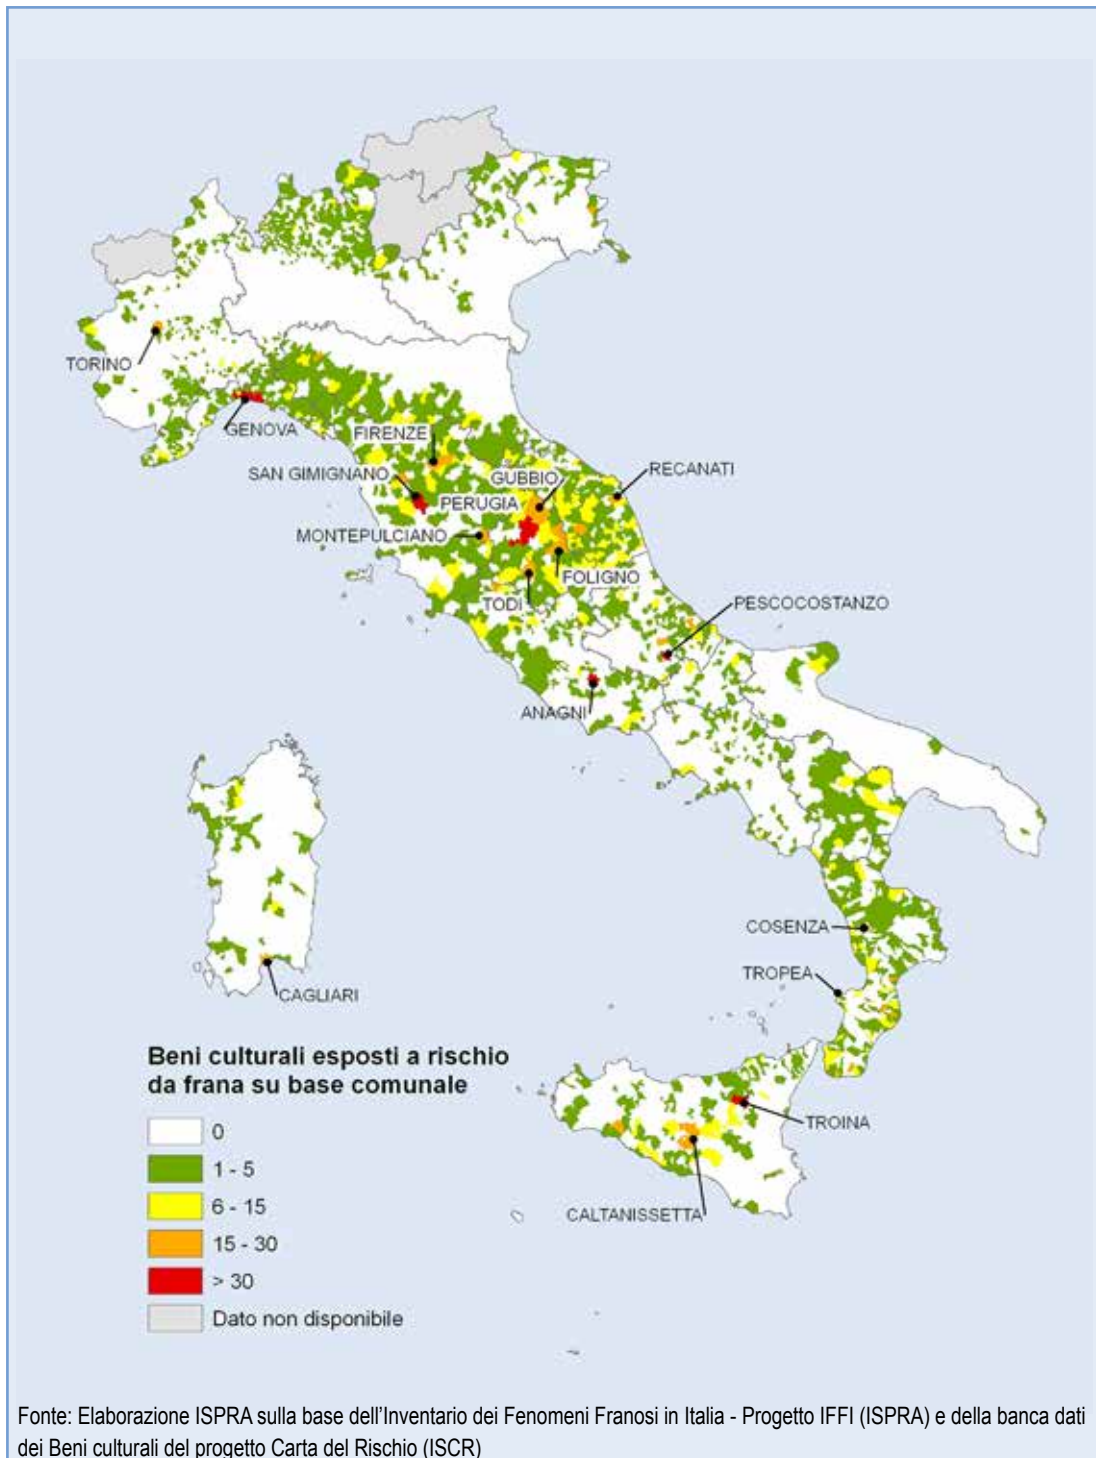 TORINO
GENOVA
FIRENZE
SAN GIMIGNANO
GUBBIO
RECANATI
PERUGIA
MONTEPULCIANO
FOLIGNO
TODI
PESCOCOSTANZO
ANAGNI
COSENZA
TROPEA
CAGLIARI
TROINA
CALTANISSETTA
Beni culturali esposti a rischio
da frana su base comunale
0
1 - 5
6 - 15
15 - 30
> 30
Dato non disponibile
Fonte: Elaborazione ISPRA sulla base dell'Inventario dei Fenomeni Franosi in Italia - Progetto IFFI (ISPRA) e della banca dati
dei Beni culturali del progetto Carta del Rischio (ISCR)